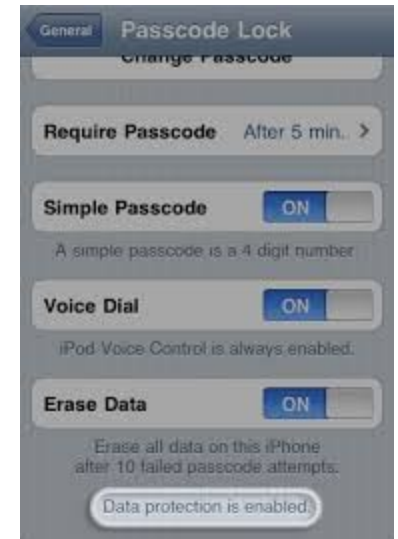 General
Passcode Lock
Change Passcode
Require Passcode After 5 min.
Simple Passcode ON
A simple passcode is a 4 digit number
Voice Dial ON
iPod Voice Control is always enabled.
Erase Data ON
Erase all data on this iPhone
after 10 failed passcode attempts.
Data protection is enabled.